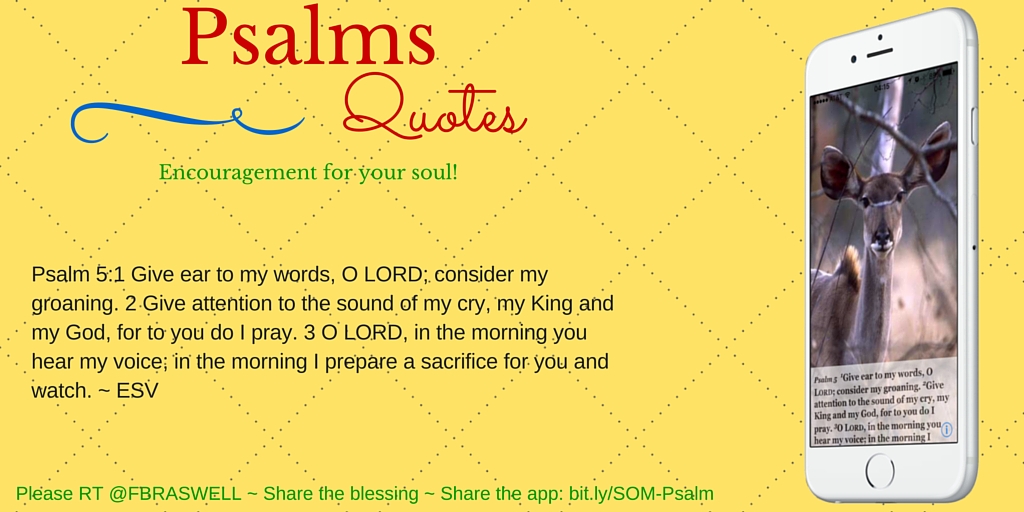 Psalms
Quotes
Encouragement for your soul!
Psalm 5:1 Give ear to my words, O LORD; consider my
groaning. 2 Give attention to the sound of my cry, my King and
my God, for to you do I pray. 3 O LORD, in the morning you
hear my voice; in the morning I prepare a sacrifice for you and
watch. ~ ESV
Please RT @FBRASWELL ~ Share the blessing ~ Share the app: bit.ly/SOM-Psalm
04:15
Psalm 5 ¹Give ear to my words, O
LORD; consider my groaning. ²Give
attention to the sound of my cry, my
King and my God, for to you do I
pray. ³O LORD, in the morning you
hear my voice; in the morning I